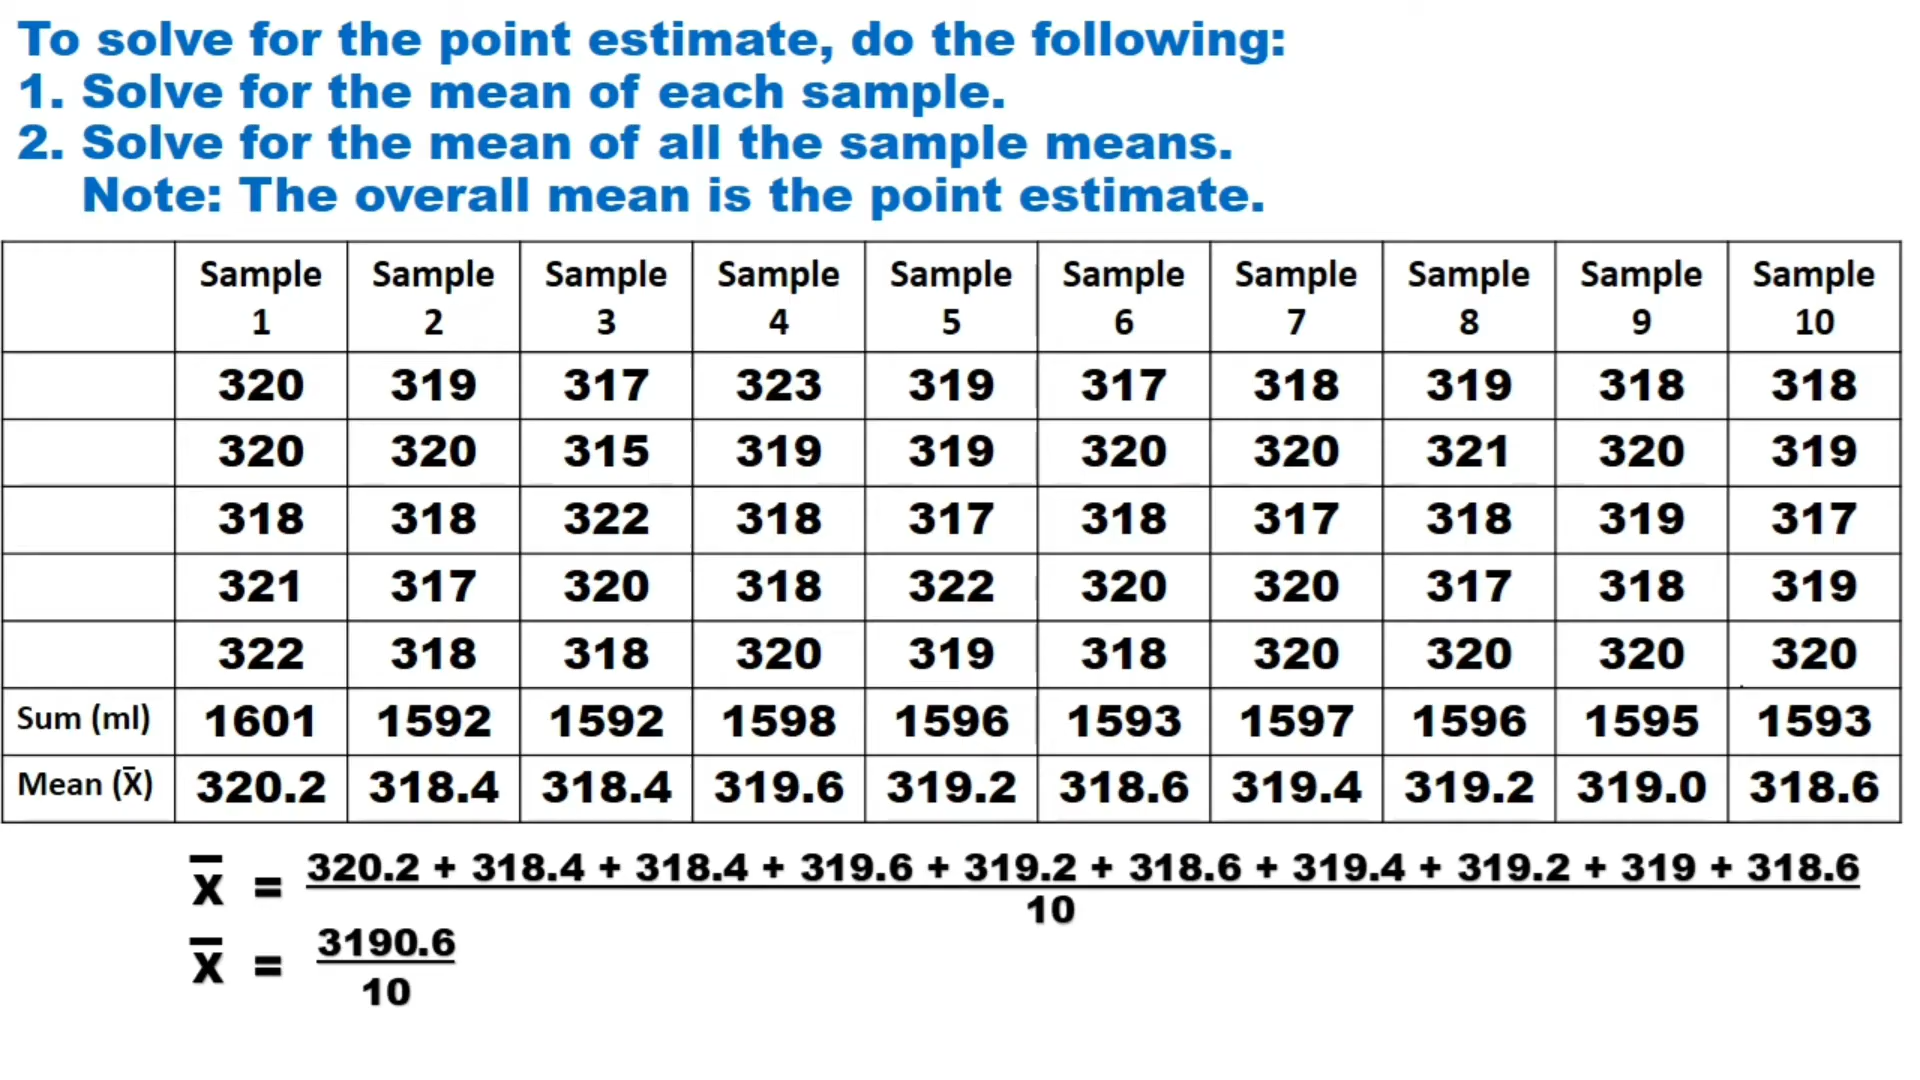 To solve for the point estimate, do the following:
1. Solve for the mean of each sample.
2. Solve for the mean of all the sample means.
Note: The overall mean is the point estimate.
Sample 1 Sample 2 Sample 3 Sample 4 Sample 5 Sample 6 Sample 7 Sample 8 Sample 9 Sample 10
320 319 317 323 319 317 318 319 318 318
320 320 315 319 319 320 320 321 320 319
318 318 322 318 317 318 317 318 319 317
321 317 320 318 322 320 320 317 318 319
322 318 318 320 319 318 320 320 320 320
Sum (ml) 1601 1592 1592 1598 1596 1593 1597 1596 1595 1593
Mean (X̄) 320.2 318.4 318.4 319.6 319.2 318.6 319.4 319.2 319.0 318.6
x̄ = 320.2 + 318.4 + 318.4 + 319.6 + 319.2 + 318.6 + 319.4 + 319.2 + 319 + 318.6
10
x̄ = 3190.6
10